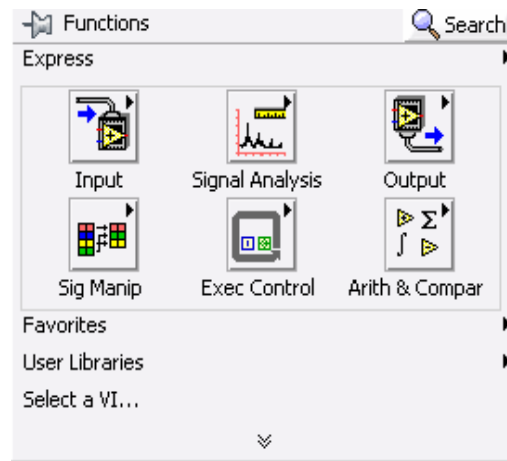 Functions Search
Express
Input Signal Analysis Output
Sig Manip Exec Control Arith & Compar
Favorites
User Libraries
Select a VI...